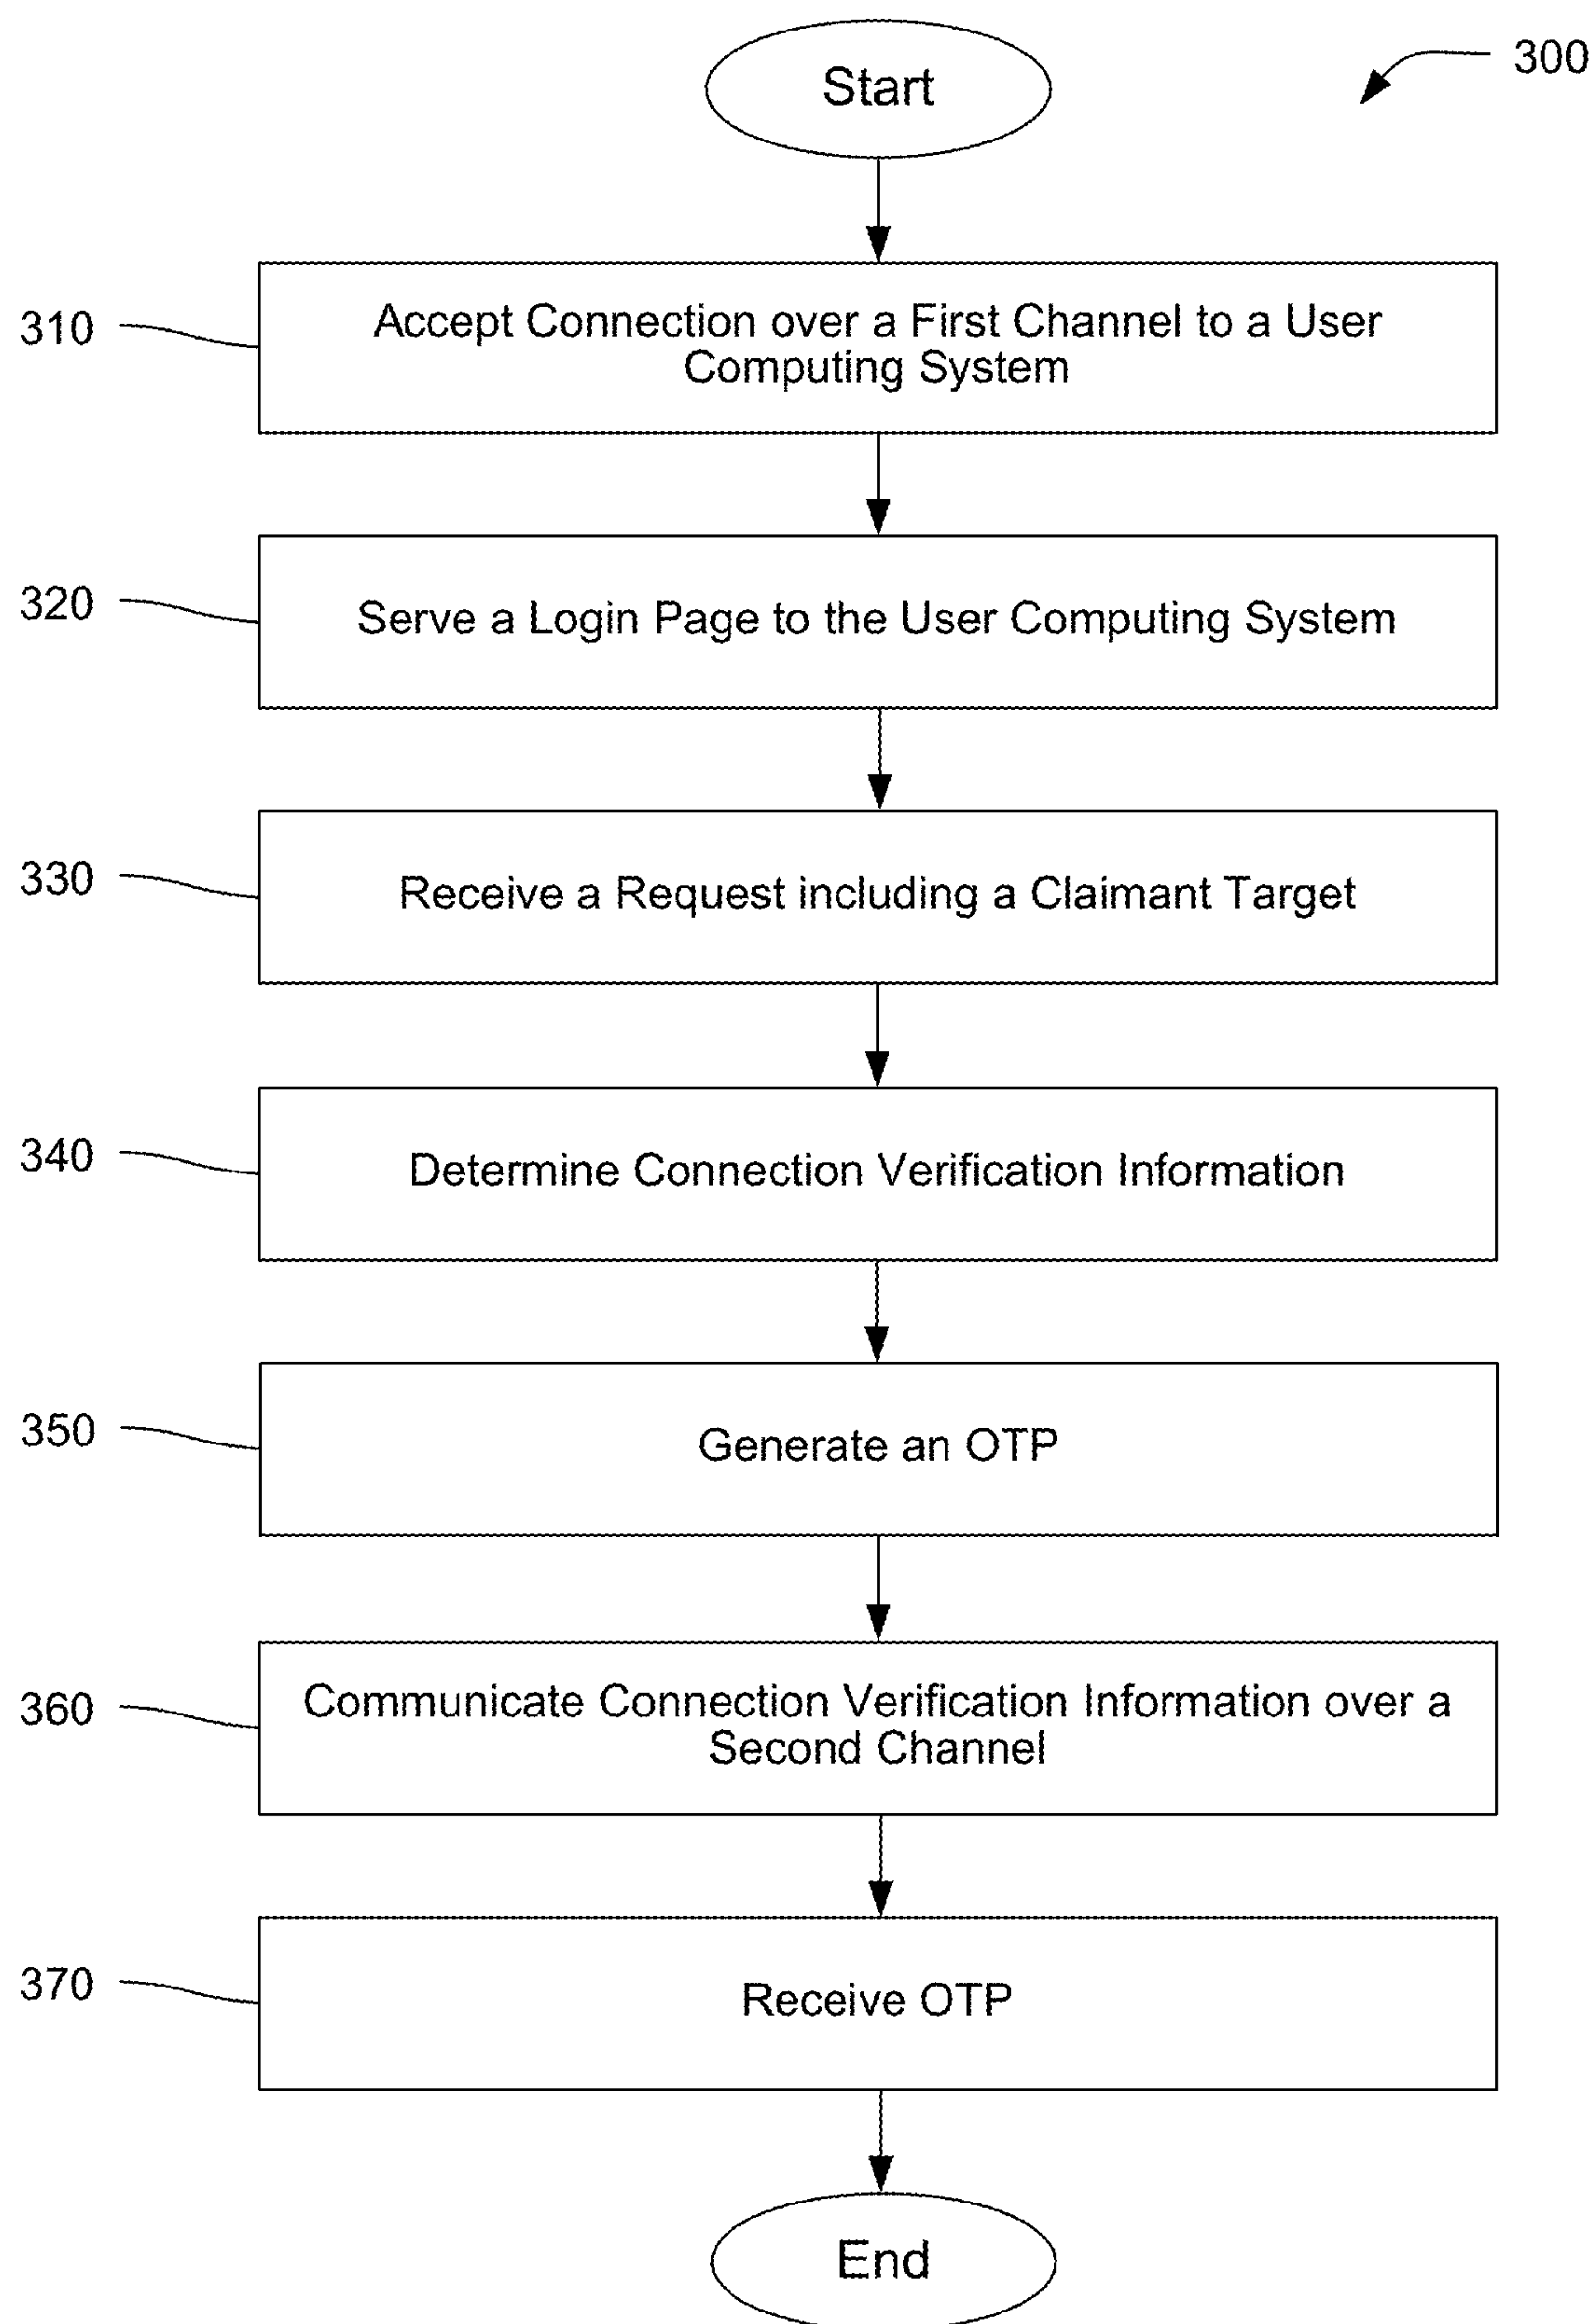 Start
300
310
Accept Connection over a First Channel to a User
Computing System
320
Serve a Login Page to the User Computing System
330
Receive a Request including a Claimant Target
340
Determine Connection Verification Information
350
Generate an OTP
360
Communicate Connection Verification Information over a
Second Channel
370
Receive OTP
End